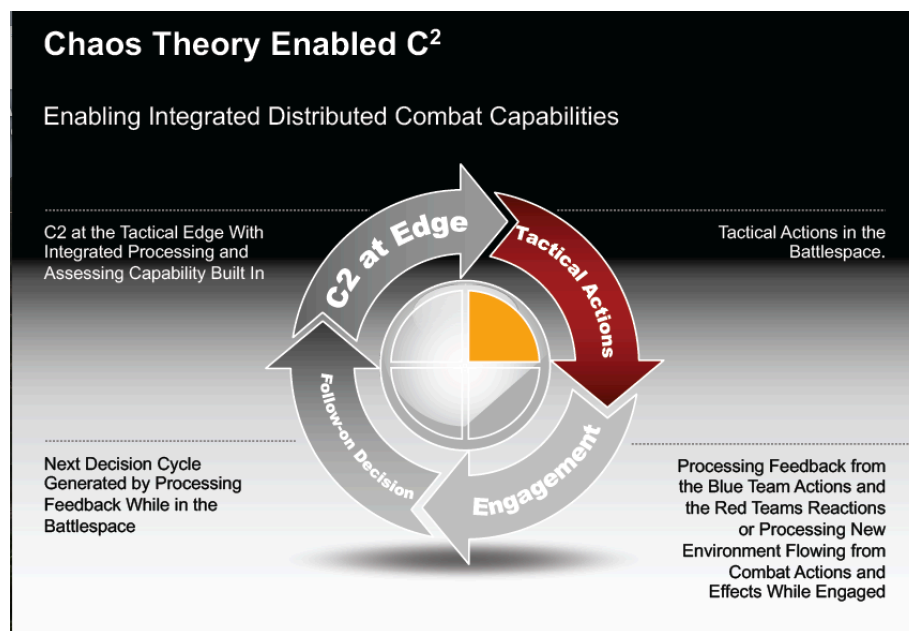 Chaos Theory Enabled C²
Enabling Integrated Distributed Combat Capabilities
C2 at the Tactical Edge With
Integrated Processing and
Assessing Capability Built In
C2 at Edge
Tactical Actions
Tactical Actions in the
Battlespace.
Follow-on Decision
Engagement
Next Decision Cycle
Generated by Processing
Feedback While in the
Battlespace
Processing Feedback from
the Blue Team Actions and
the Red Teams Reactions
or Processing New
Environment Flowing from
Combat Actions and
Effects While Engaged